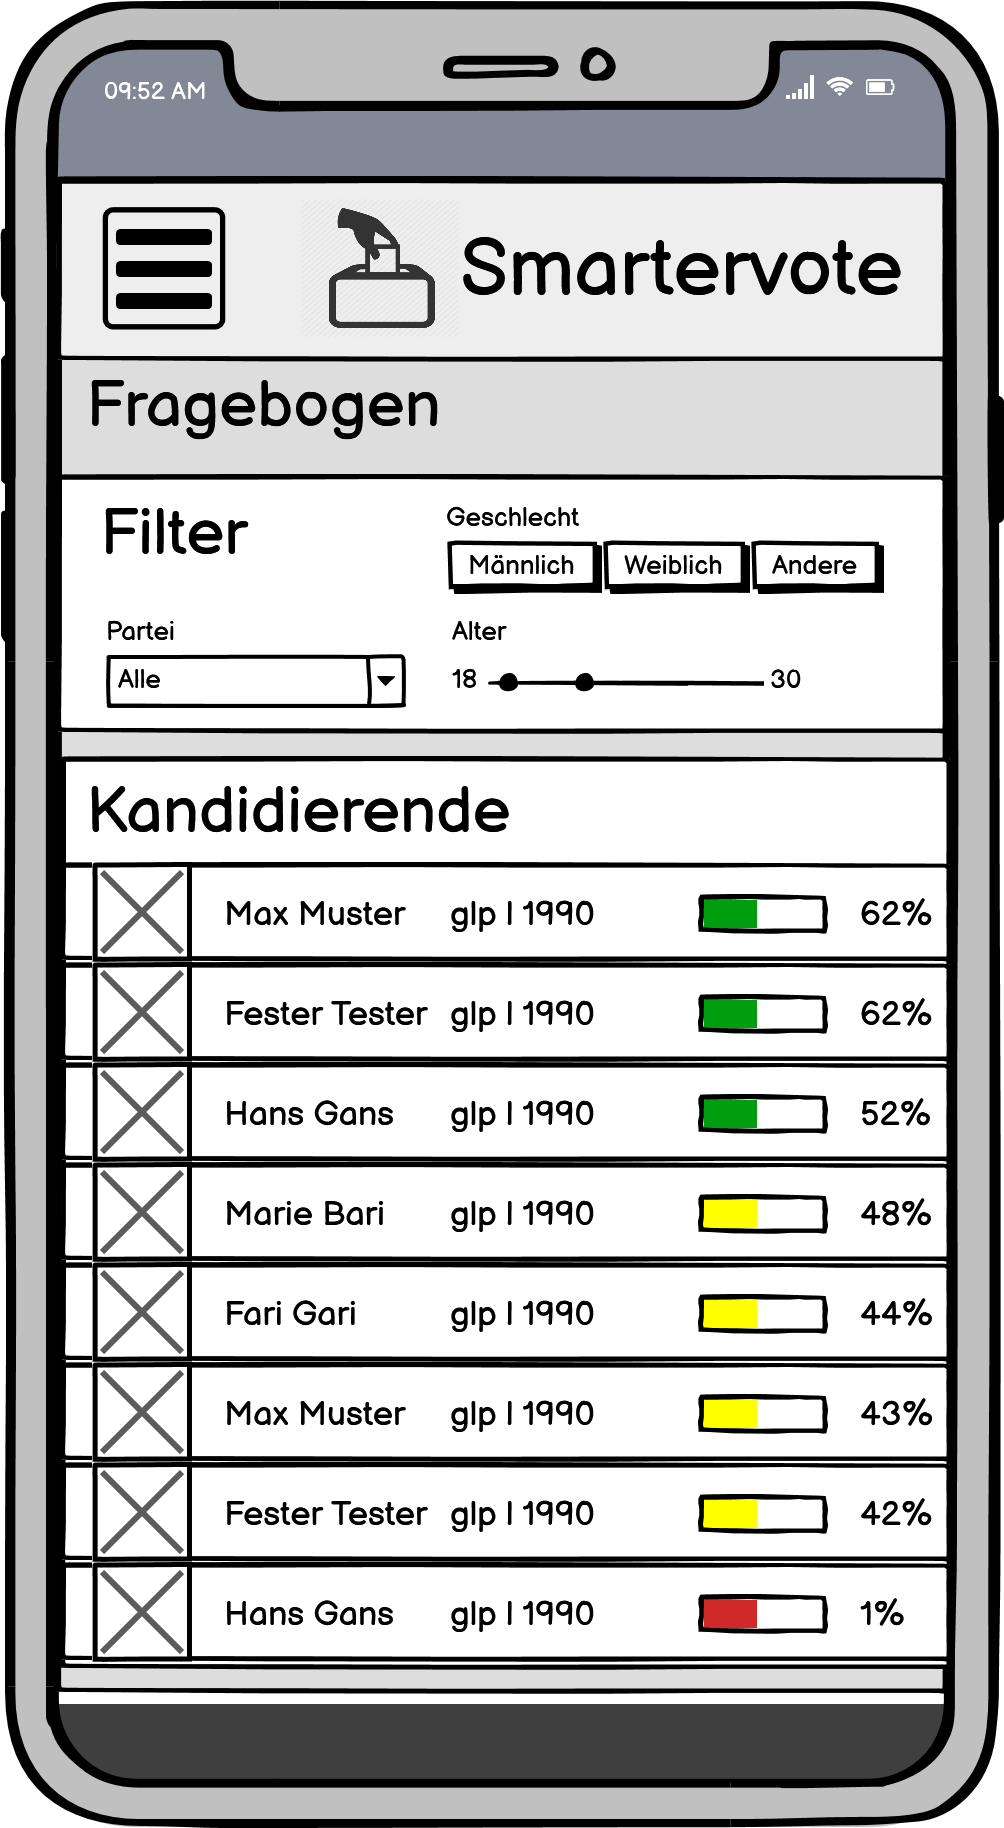 09:52 AM
Smartervote
Fragebogen
Filter
Geschlecht
Männlich Weiblich Andere
Partei
Alle
Alter
18 30
Kandidierende
Max Muster glp | 1990 62%
Fester Tester glp | 1990 62%
Hans Gans glp | 1990 52%
Marie Bari glp | 1990 48%
Fari Gari glp | 1990 44%
Max Muster glp | 1990 43%
Fester Tester glp | 1990 42%
Hans Gans glp | 1990 1%